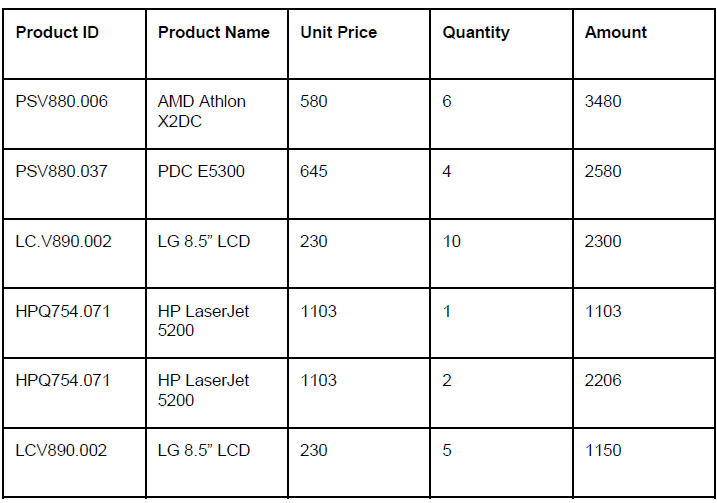 Product ID Product Name Unit Price Quantity Amount
PSV880.006 AMD Athlon 580 6 3480
X2DC
PSV880.037 PDC E5300 645 4 2580
LC.V890.002 LG 8.5” LCD 230 10 2300
HPQ754.071 HP LaserJet 1103 1 1103
5200
HPQ754.071 HP LaserJet 1103 2 2206
5200
LCV890.002 LG 8.5” LCD 230 5 1150